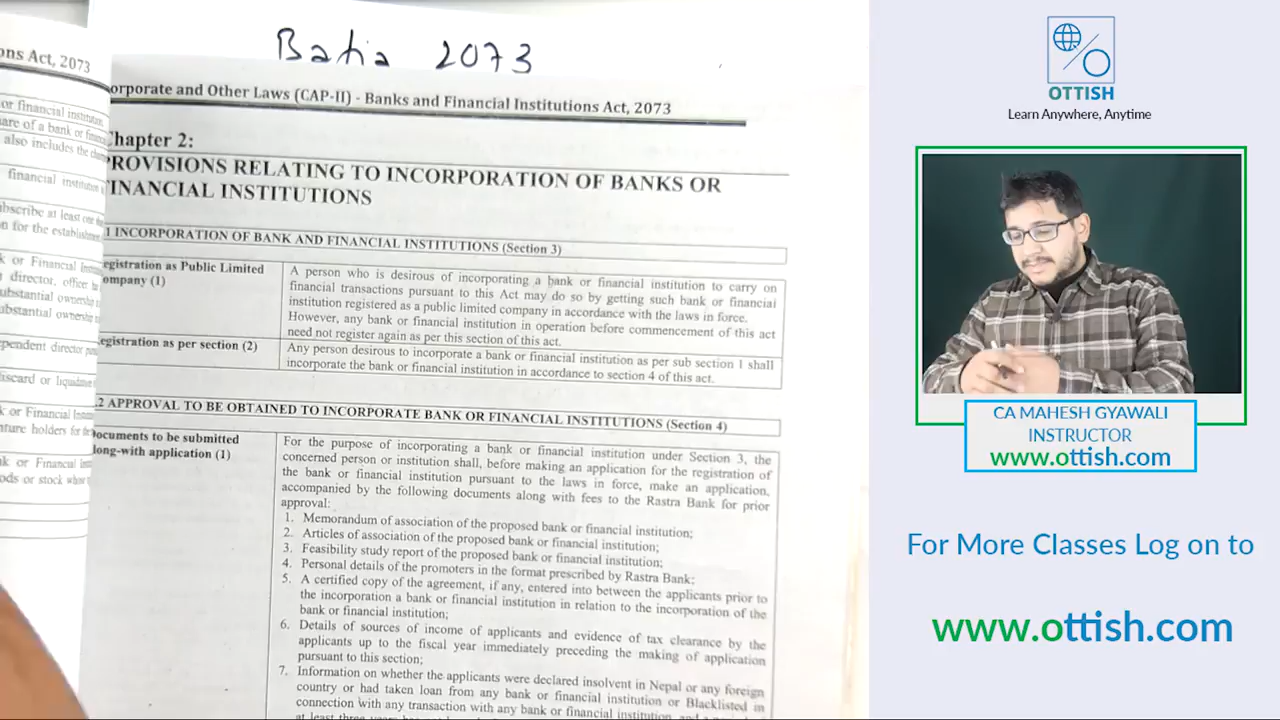 Bafia 2073
ons Act, 2073
orporate and Other Laws (CAP-II) - Banks and Financial Institutions Act, 2073
hapter 2:
ROVISIONS RELATING TO INCORPORATION OF BANKS OR
INANCIAL INSTITUTIONS
1 INCORPORATION OF BANK AND FINANCIAL INSTITUTIONS (Section 3)
egistration as Public Limited
ompany (1)
A person who is desirous of incorporating a bank or financial institution to carry on
financial transactions pursuant to this Act may do so by getting such bank or financial
institution registered as a public limited company in accordance with the laws in force.
However, any bank or financial institution in operation before commencement of this act
need not register again as per this section of this act.
egistration as per section (2)
Any person desirous to incorporate a bank or financial institution as per sub section 1 shall
incorporate the bank or financial institution in accordance to section 4 of this act.
.2 APPROVAL TO BE OBTAINED TO INCORPORATE BANK OR FINANCIAL INSTITUTIONS (Section 4)
ocuments to be submitted
long-with application (1)
For the purpose of incorporating a bank or financial institution under Section 3, the
concerned person or institution shall, before making an application for the registration of
the bank or financial institution pursuant to the laws in force, make an application,
accompanied by the following documents along with fees to the Rastra Bank for prior
approval:
1. Memorandum of association of the proposed bank or financial institution;
2. Articles of association of the proposed bank or financial institution;
3. Feasibility study report of the proposed bank or financial institution;
4. Personal details of the promoters in the format prescribed by Rastra Bank;
5. A certified copy of the agreement, if any, entered into between the applicants prior to
the incorporation a bank or financial institution in relation to the incorporation of the
bank or financial institution;
6. Details of sources of income of applicants and evidence of tax clearance by the
applicants up to the fiscal year immediately preceding the making of application
pursuant to this section;
7. Information on whether the applicants were declared insolvent in Nepal or any foreign
country or had taken loan from any bank or financial institution or Blacklisted in
connection with any transaction with any bank or financial institution, and a
at least three years
OTTISH
Learn Anywhere, Anytime
CA MAHESH GYAWALI
INSTRUCTOR
www.ottish.com
For More Classes Log on to
www.ottish.com